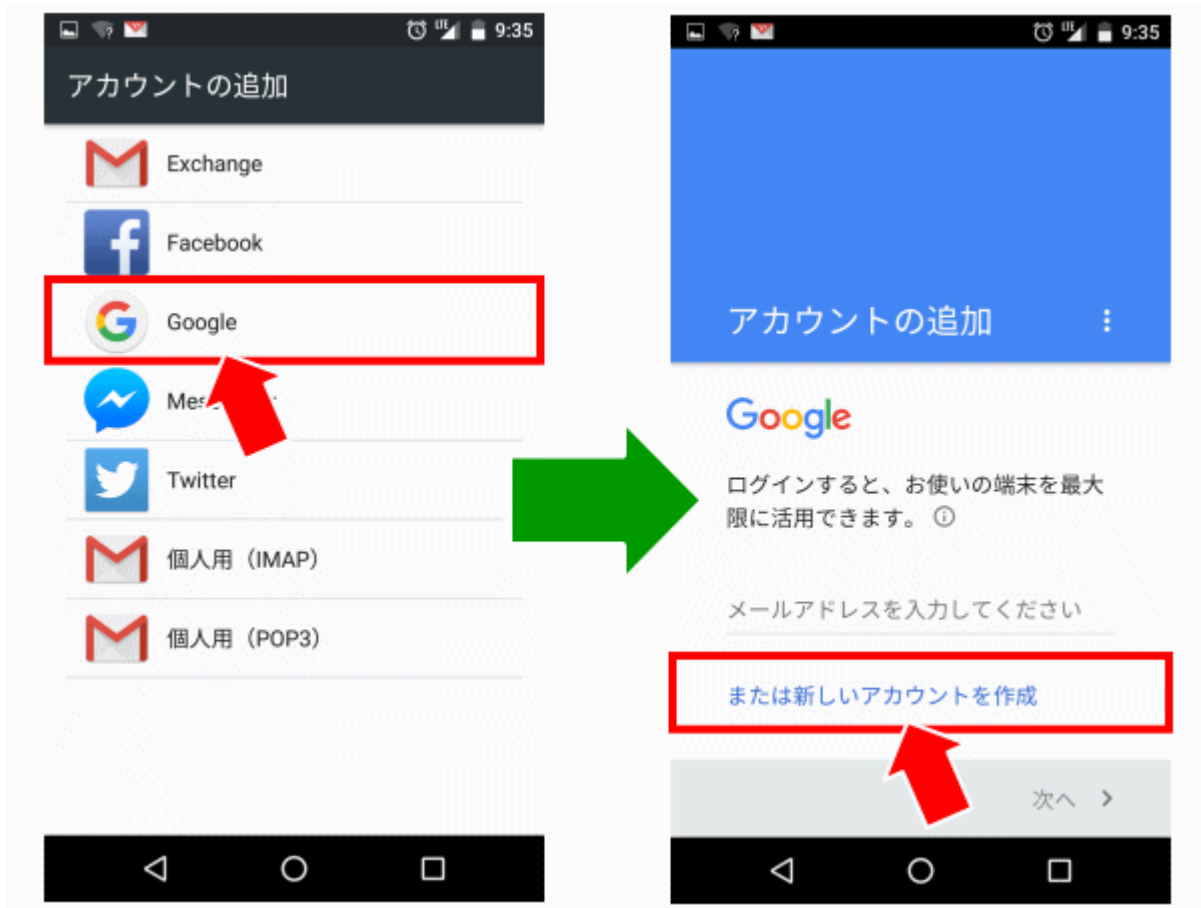 LTE 9:35
アカウントの追加
Exchange
Facebook
Google
Twitter
個人用（IMAP）
個人用（POP3）
LTE 9:35
アカウントの追加
Google
ログインすると、お使いの端末を最大
限に活用できます。
メールアドレスを入力してください
または新しいアカウントを作成
次へ